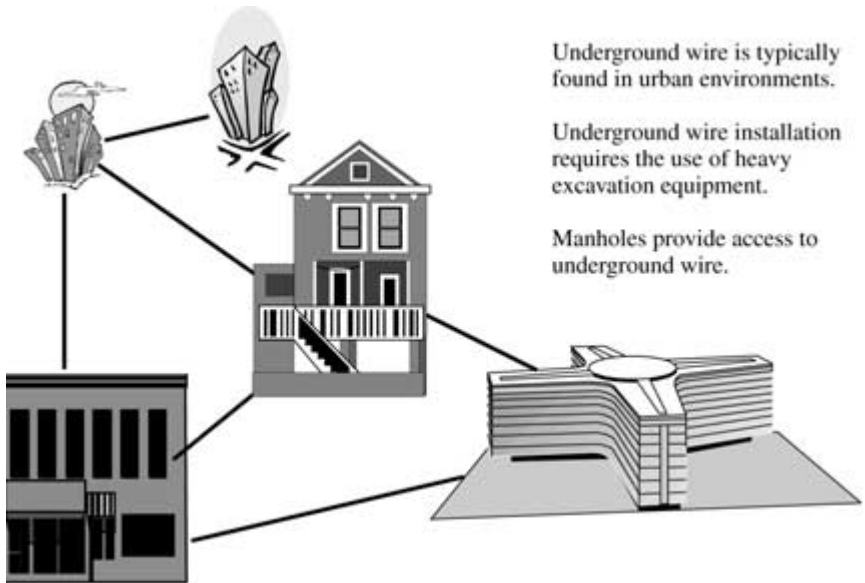 Underground wire is typically
found in urban environments.
Underground wire installation
requires the use of heavy
excavation equipment.
Manholes provide access to
underground wire.